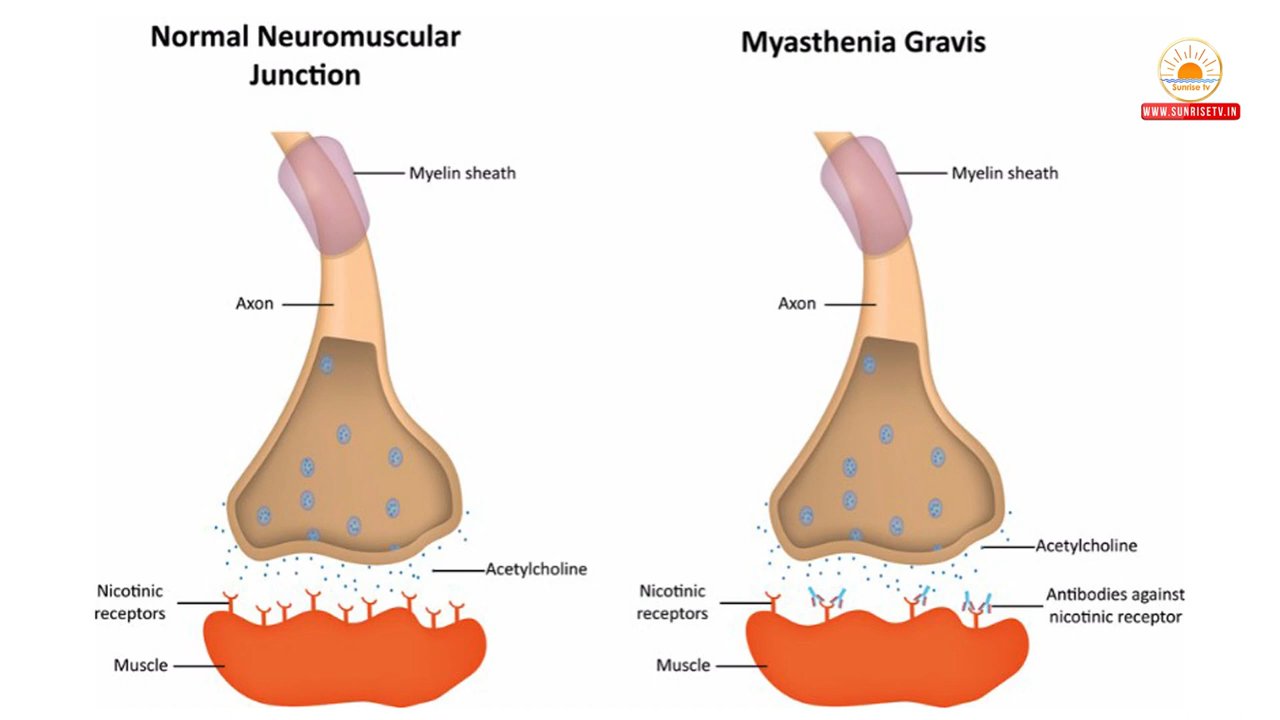 Normal Neuromuscular
Junction
Myelin sheath
Axon
Acetylcholine
Nicotinic
receptors
Muscle
Myasthenia Gravis
Myelin sheath
Axon
Acetylcholine
Nicotinic
receptors
Antibodies against
nicotinic receptor
Muscle
Sunrise tv
WWW.SUNRISETV.IN